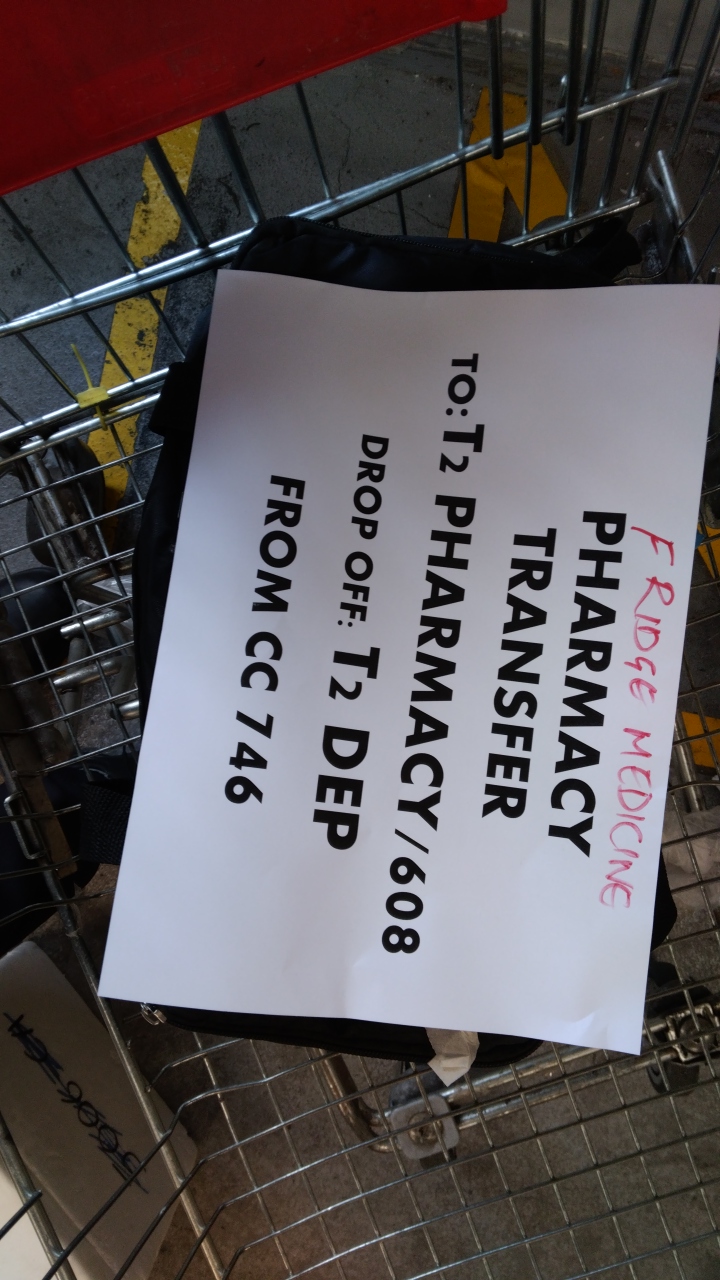 FRIDGE MEDICINE
PHARMACY
TRANSFER
TO: T2 PHARMACY/608
DROP OFF: T2 DEP
FROM CC 746